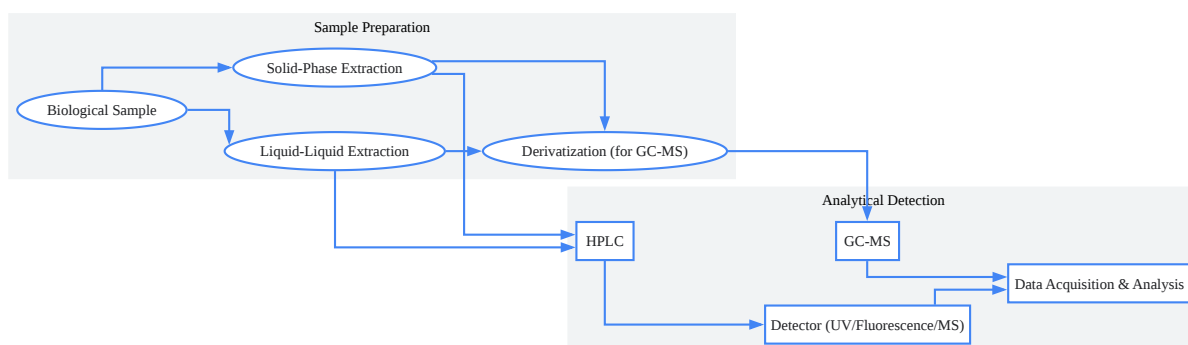 Sample Preparation
Solid-Phase Extraction
Biological Sample
Liquid-Liquid Extraction
Derivatization (for GC-MS)
Analytical Detection
HPLC
GC-MS
Data Acquisition & Analysis
Detector (UV/Fluorescence/MS)